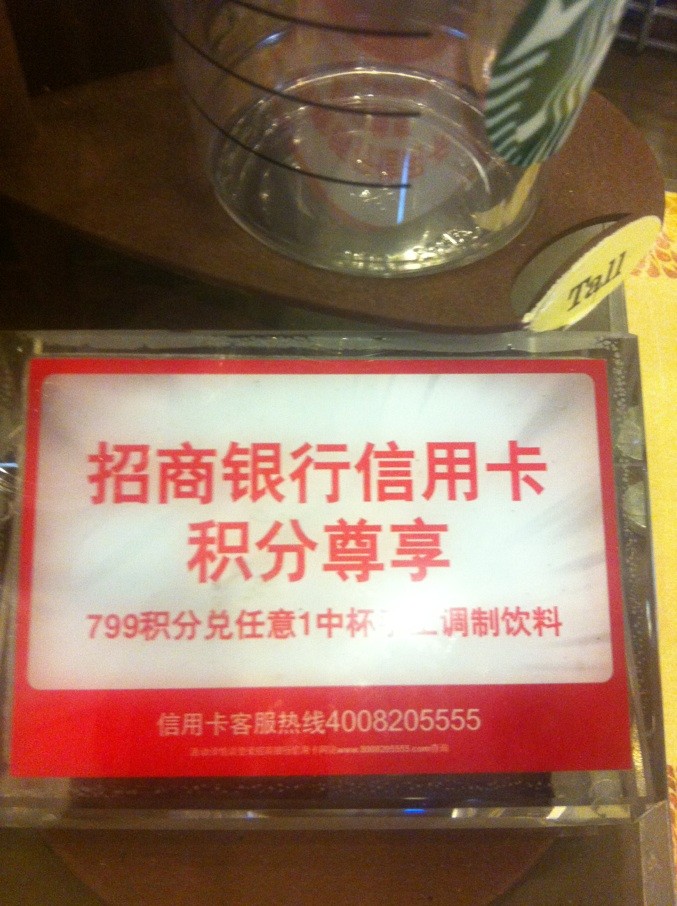 Tall
招商银行信用卡
积分尊享
799积分兑任意1中杯手工调制饮料
信用卡客服热线4008205555